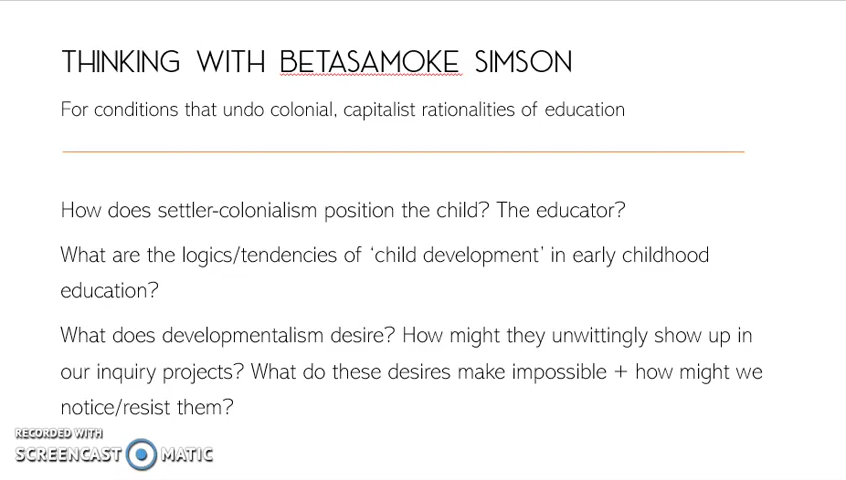 THINKING WITH BETASAMOKE SIMSON
For conditions that undo colonial, capitalist rationalities of education
How does settler-colonialism position the child? The educator?
What are the logics/tendencies of ‘child development’ in early childhood
education?
What does developmentalism desire? How might they unwittingly show up in
our inquiry projects? What do these desires make impossible + how might we
notice/resist them?
RECORDED WITH
SCREENCAST MATIC